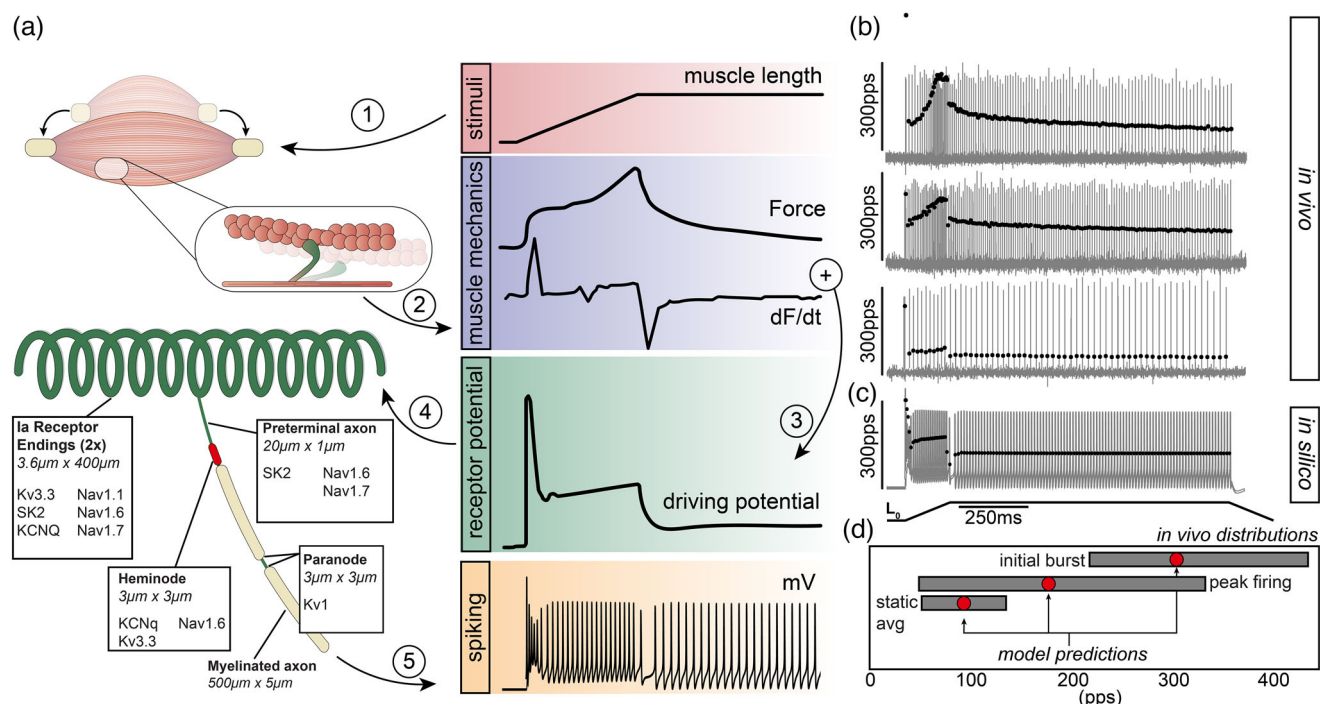 (a)
1
2
3
4
5
stimuli
muscle length
muscle mechanics
Force
+
dF/dt
receptor potential
driving potential
spiking
mV
Ia Receptor
Endings (2x)
3.6µm x 400µm
Kv3.3 Nav1.1
SK2 Nav1.6
KCNQ Nav1.7
Preterminal axon
20µm x 1µm
SK2 Nav1.6
Nav1.7
Heminode
3µm x 3µm
KCNq Nav1.6
Kv3.3
Paranode
3µm x 3µm
Kv1
Myelinated axon
500µm x 5µm
(b)
300pps
300pps
300pps
in vivo
(c)
300pps
in silico
L0
250ms
(d)
in vivo distributions
initial burst
peak firing
static
avg
model predictions
0 100 200 300 400
(pps)